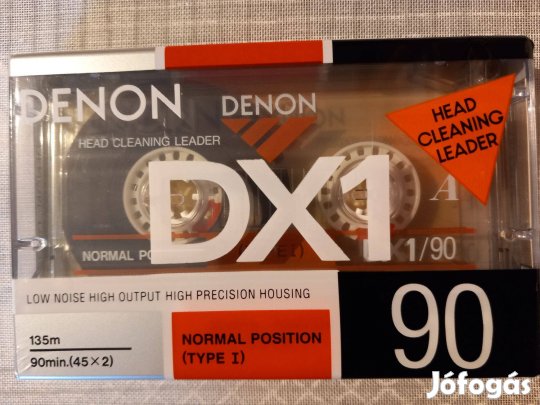 DENON
DENON
HEAD CLEANING LEADER
HEAD
CLEANING
LEADER
DX1
A
NORMAL PO
E I)
X1/90
LOW NOISE HIGH OUTPUT HIGH PRECISION HOUSING
135m
90min.(45×2)
NORMAL POSITION
(TYPE I)
90
Jófogás